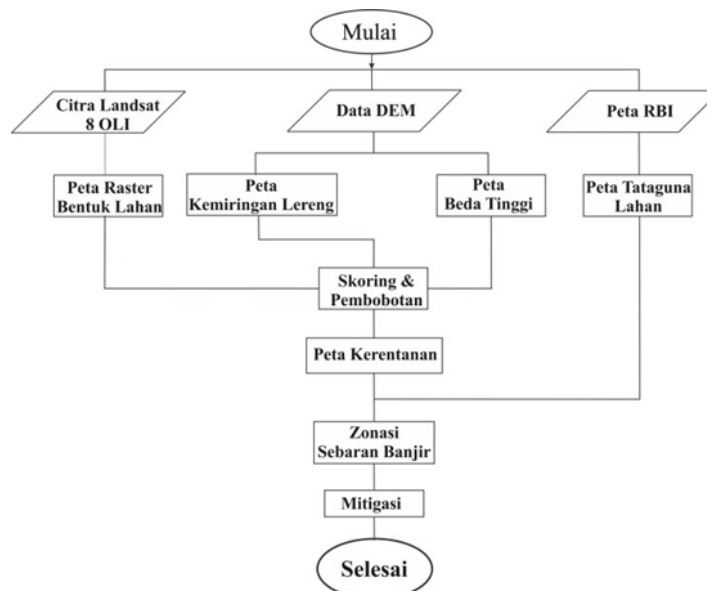 Mulai
Citra Landsat
8 OLI
Data DEM
Peta RBI
Peta Raster
Bentuk Lahan
Peta
Kemiringan Lereng
Peta
Beda Tinggi
Peta Tataguna
Lahan
Skoring &
Pembobotan
Peta Kerentanan
Zonasi
Sebaran Banjir
Mitigasi
Selesai